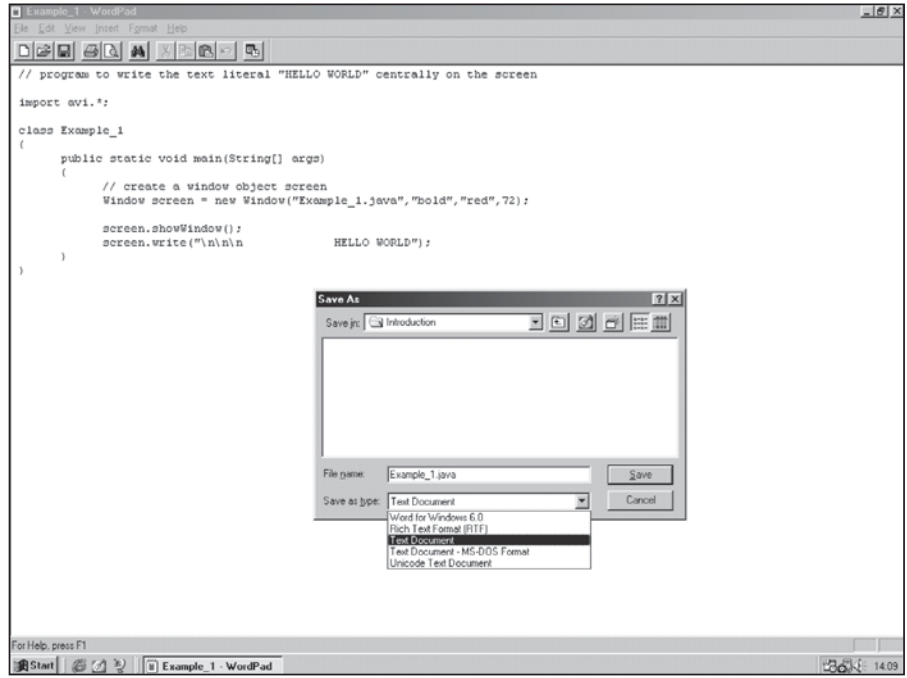 Example_1 - WordPad
File Edit View Insert Format Help
// program to write the text literal "HELLO WORLD" centrally on the screen
import avi.*;
class Example_1
{
public static void main(String[] args)
{
// create a window object screen
Window screen = new Window("Example_1.java","bold","red",72);
screen.showWindow();
screen.write("\n\n\n HELLO WORLD");
}
}
Save As
Save in: Introduction
File name: Example_1.java Save
Save as type: Text Document Cancel
Word for Windows 6.0
Rich Text Format (RTF)
Text Document
Text Document - MS-DOS Format
Unicode Text Document
For Help, press F1
Start Example_1 - WordPad 14:09